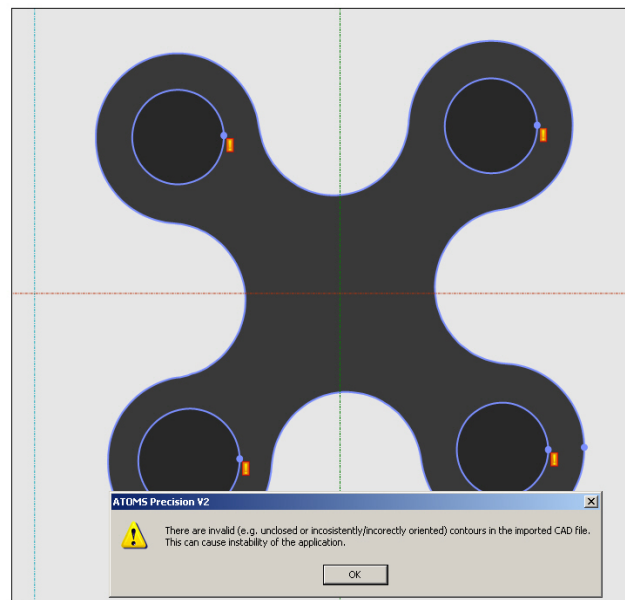 ATOMS Precision V2
There are invalid (e.g. unclosed or incosistently/incorectly oriented) contours in the imported CAD file.
This can cause instability of the application.
OK